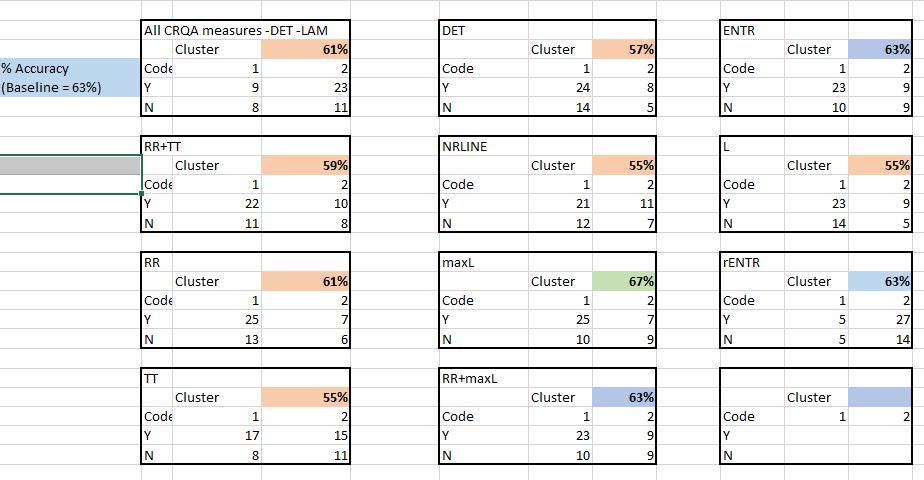 All CRQA measures -DET -LAM DET ENTR
Cluster 61% Cluster 57% Cluster 63%
% Accuracy Code 1 2 Code 1 2 Code 1 2
(Baseline = 63%) Y 9 23 Y 24 8 Y 23 9
N 8 11 N 14 5 N 10 9
RR+TT NRLINE L
Cluster 59% Cluster 55% Cluster 55%
Code 1 2 Code 1 2 Code 1 2
Y 22 10 Y 21 11 Y 23 9
N 11 8 N 12 7 N 14 5
RR maxL rENTR
Cluster 61% Cluster 67% Cluster 63%
Code 1 2 Code 1 2 Code 1 2
Y 25 7 Y 25 7 Y 5 27
N 13 6 N 10 9 N 5 14
TT RR+maxL
Cluster 55% Cluster 63% Cluster
Code 1 2 Code 1 2 Code 1 2
Y 17 15 Y 23 9 Y
N 8 11 N 10 9 N